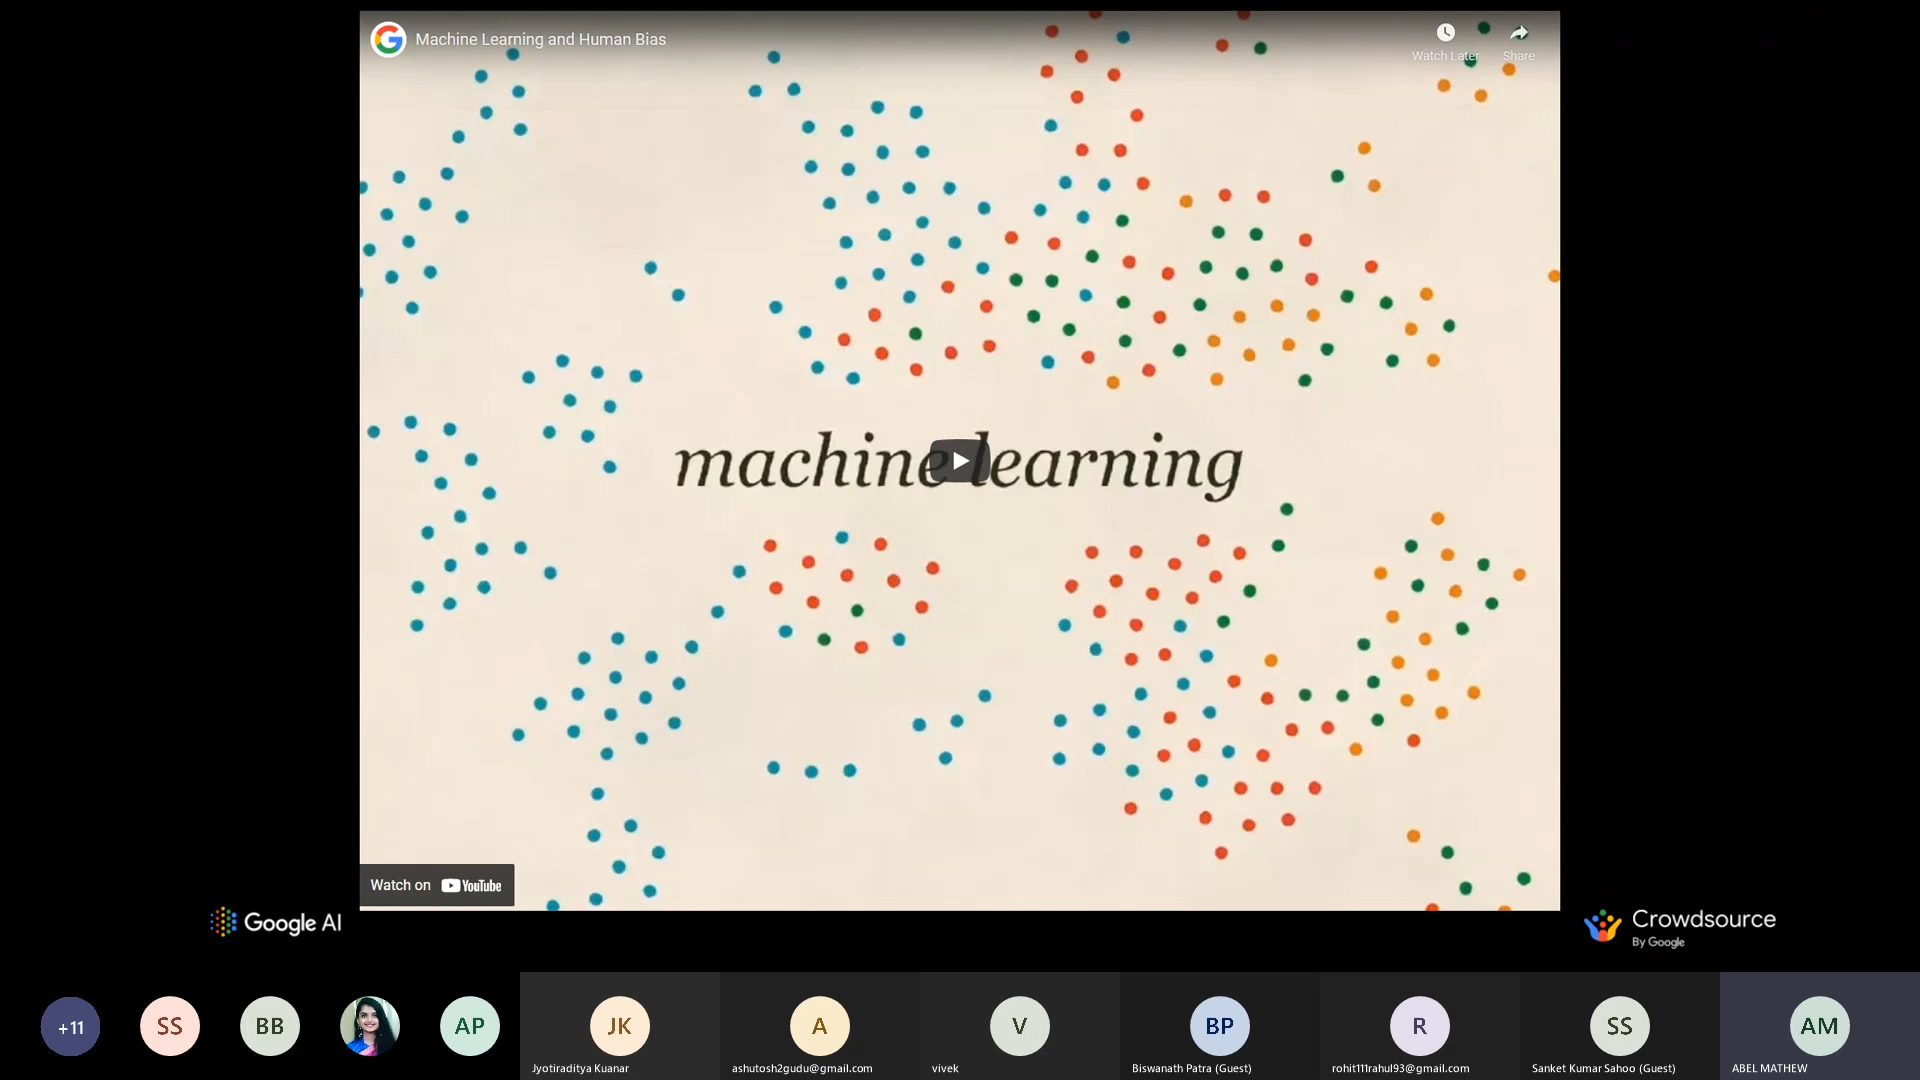 Machine Learning and Human Bias
Watch Later
Share
machine learning
Watch on YouTube
Google AI
Crowdsource
By Google
+11
SS
BB
AP
JK
A
V
BP
R
SS
AM
Jyotiraditya Kuanar
ashutosh2gudu@gmail.com
vivek
Biswanath Patra (Guest)
rohit111rahul93@gmail.com
Sanket Kumar Sahoo (Guest)
ABEL MATHEW